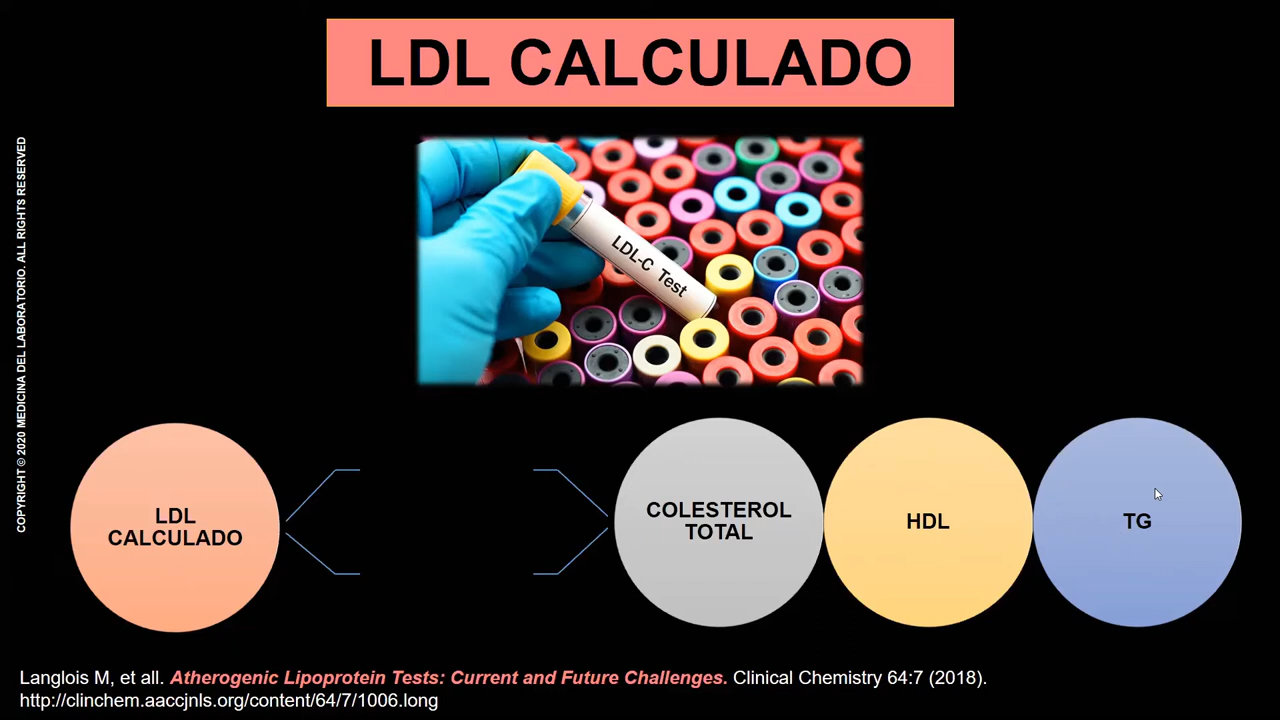 LDL CALCULADO
COPYRIGHT © 2020 MEDICINA DEL LABORATORIO. ALL RIGHTS RESERVED
LDL-C Test
LDL
CALCULADO
COLESTEROL
TOTAL
HDL
TG
Langlois M, et all. Atherogenic Lipoprotein Tests: Current and Future Challenges. Clinical Chemistry 64:7 (2018).
http://clinchem.aaccjnls.org/content/64/7/1006.long